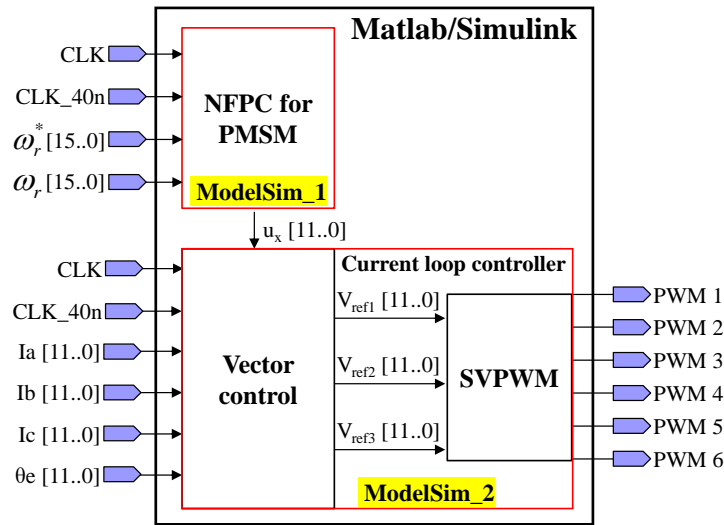 Matlab/Simulink
CLK
CLK_40n
ω*r [15..0]
ωr [15..0]
NFPC for
PMSM
ModelSim_1
ux [11..0]
CLK
CLK_40n
Ia [11..0]
Ib [11..0]
Ic [11..0]
θe [11..0]
Vector
control
Current loop controller
Vref1 [11..0]
Vref2 [11..0]
Vref3 [11..0]
SVPWM
ModelSim_2
PWM 1
PWM 2
PWM 3
PWM 4
PWM 5
PWM 6